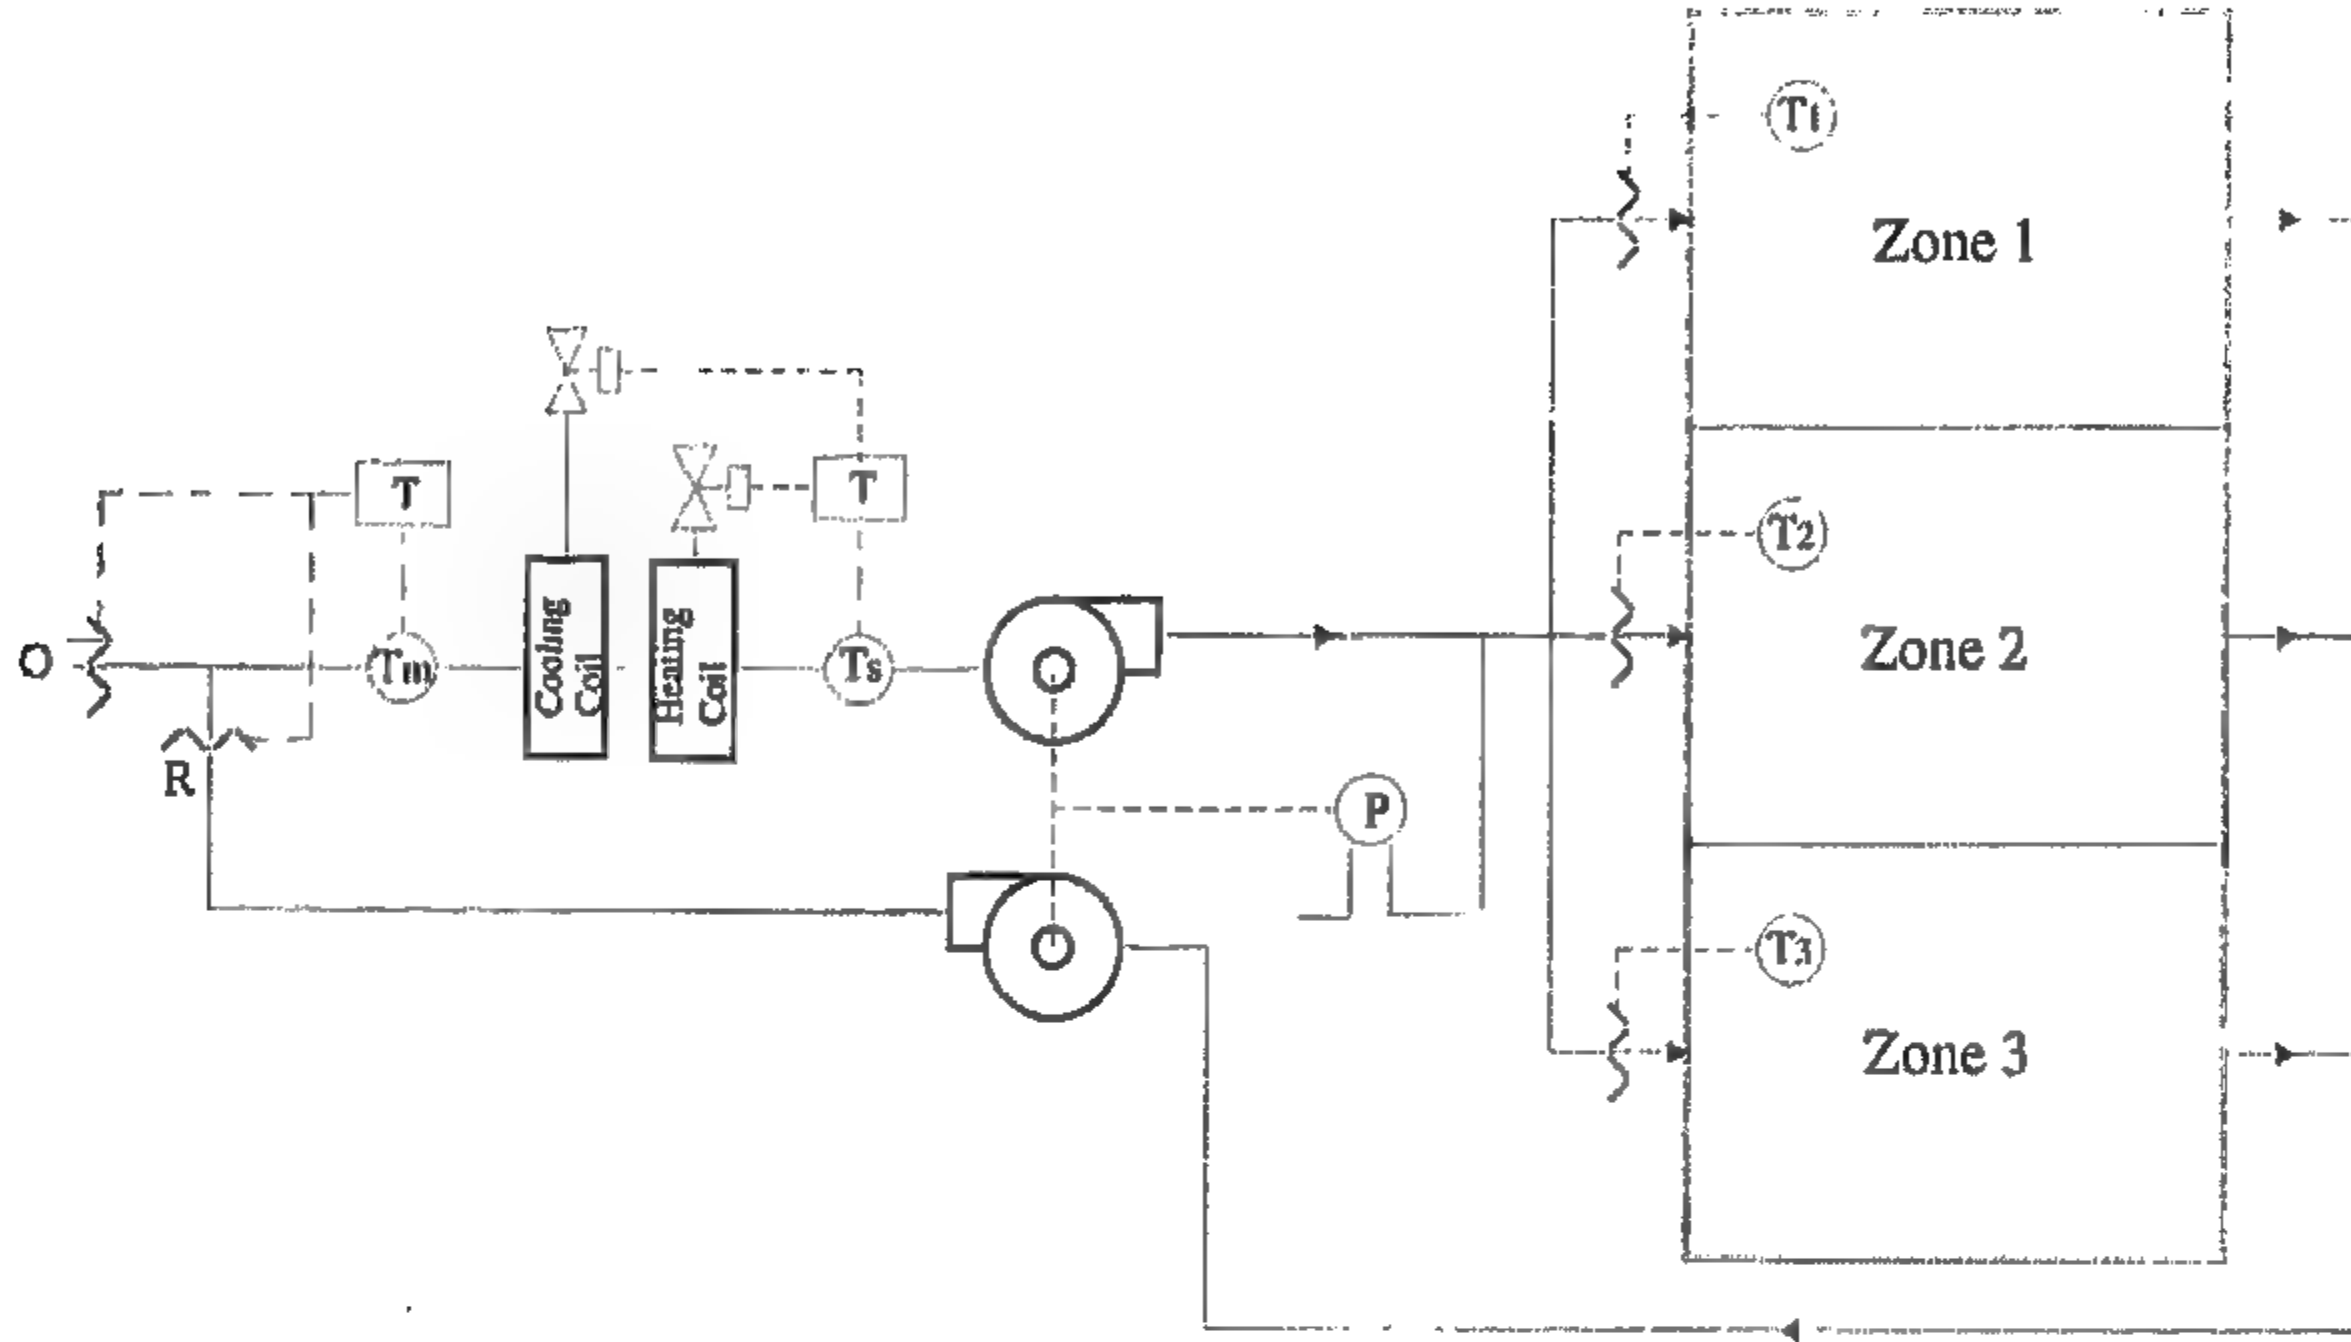 T1
Zone 1
T
T
T2
O
Tm
Cooling
Coil
Heating
Coil
Ts
Zone 2
R
P
T3
Zone 3